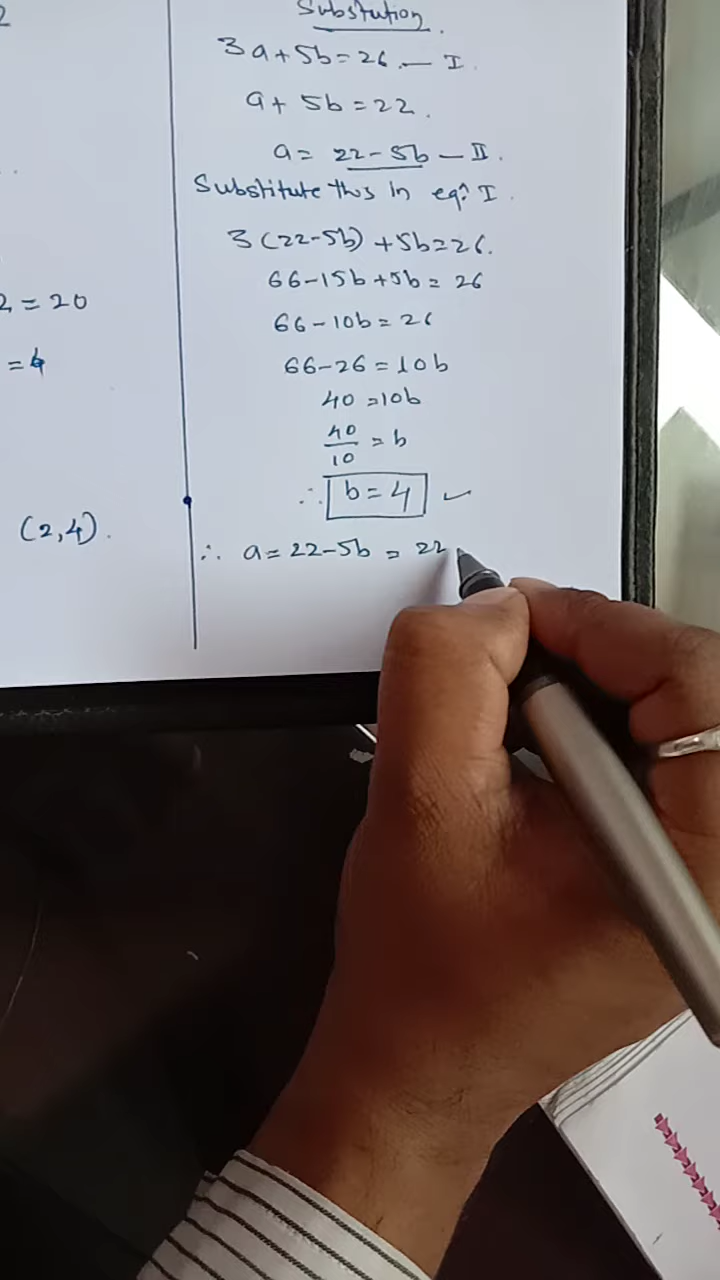 2
2 = 20
= 4
(2,4).
Substution.
3a+5b=26 — I.
a+ 5b = 22.
a= 22-5b — II.
Substitute this in eqn I.
3(22-5b) +5b=26.
66-15b+5b= 26
66-10b= 26
66-26 = 10b
40 =10b
40/10 = b
∴ b=4 ✓
∴ a=22-5b = 22